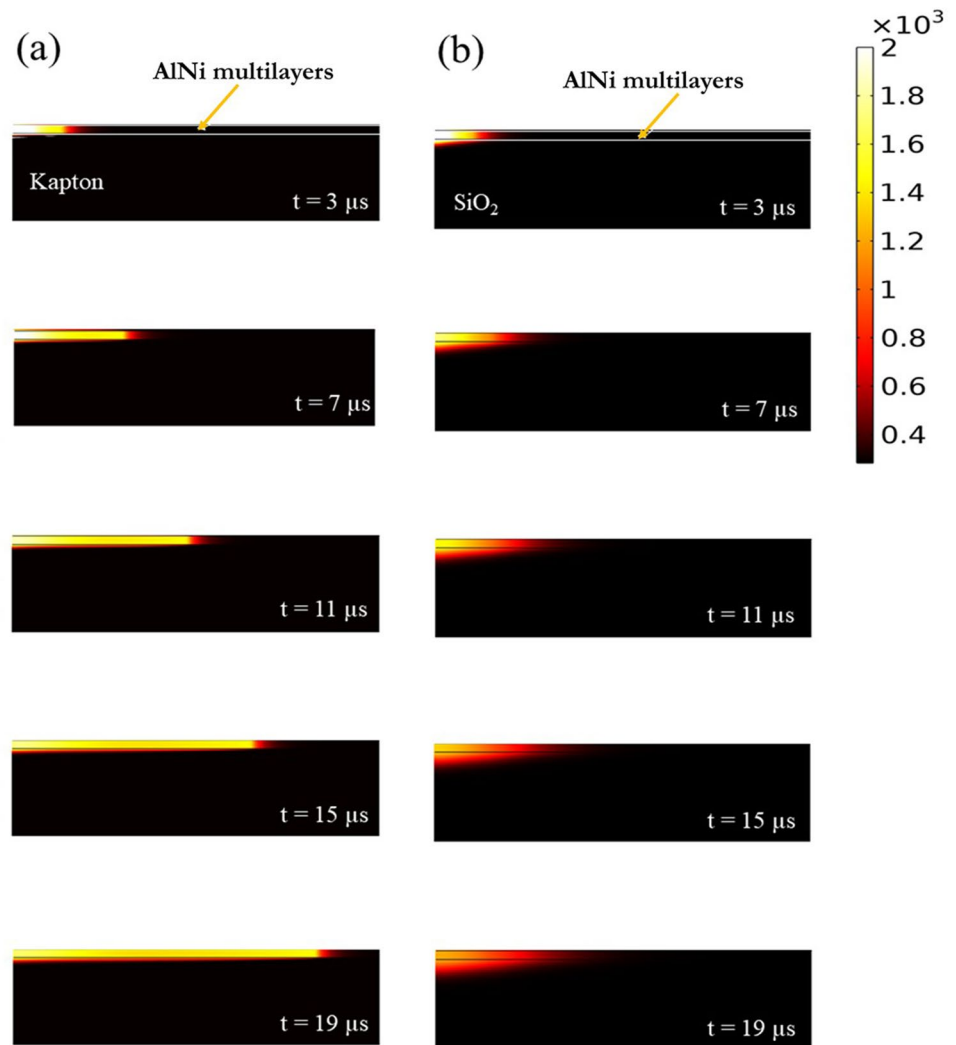 (a)
AlNi multilayers
Kapton
t = 3 µs
t = 7 µs
t = 11 µs
t = 15 µs
t = 19 µs
(b)
AlNi multilayers
SiO₂
t = 3 µs
t = 7 µs
t = 11 µs
t = 15 µs
t = 19 µs
×10³
2
1.8
1.6
1.4
1.2
1
0.8
0.6
0.4